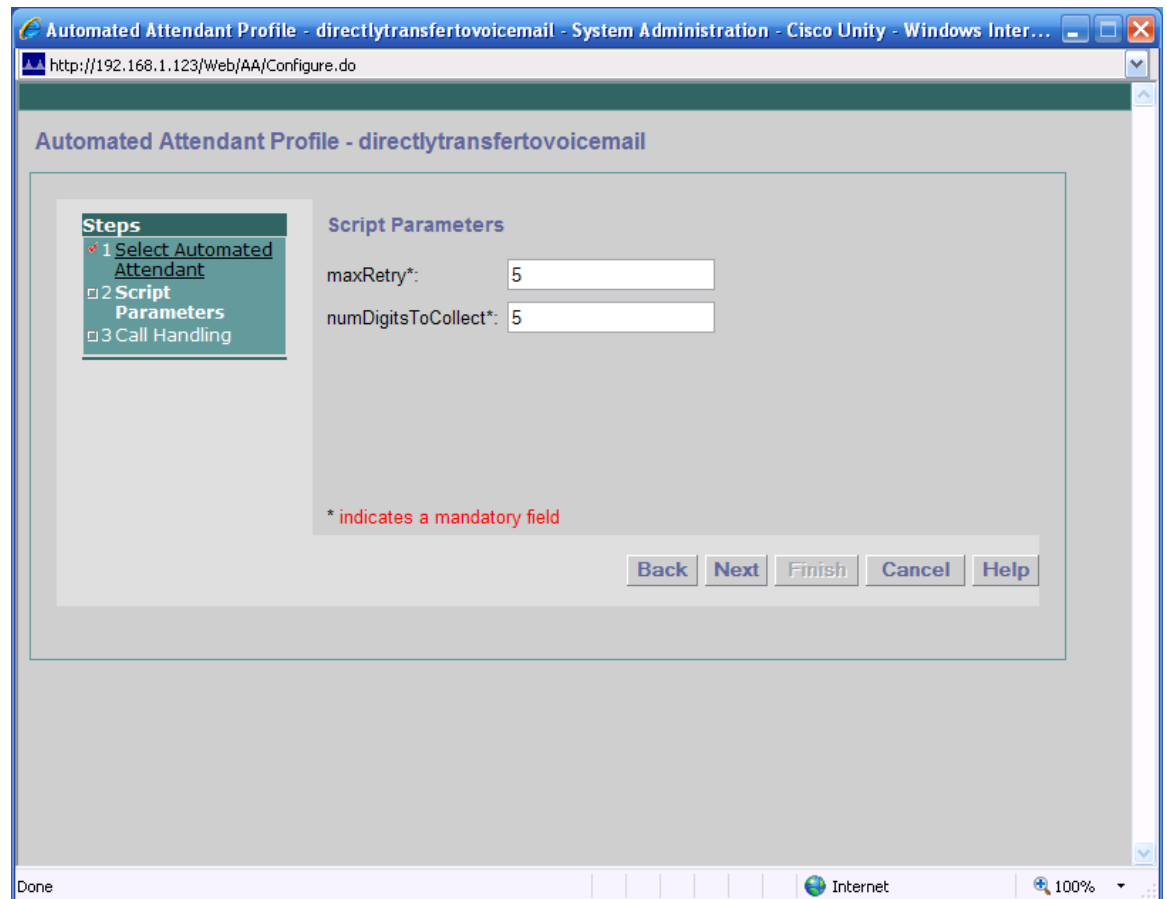 Automated Attendant Profile - directlytransfertovoicemail - System Administration - Cisco Unity - Windows Inter...
http://192.168.1.123/Web/AA/Configure.do
Automated Attendant Profile - directlytransfertovoicemail
Steps
1 Select Automated
Attendant
2 Script
Parameters
3 Call Handling
Script Parameters
maxRetry*: 5
numDigitsToCollect*: 5
* indicates a mandatory field
Back Next Finish Cancel Help
Done Internet 100%